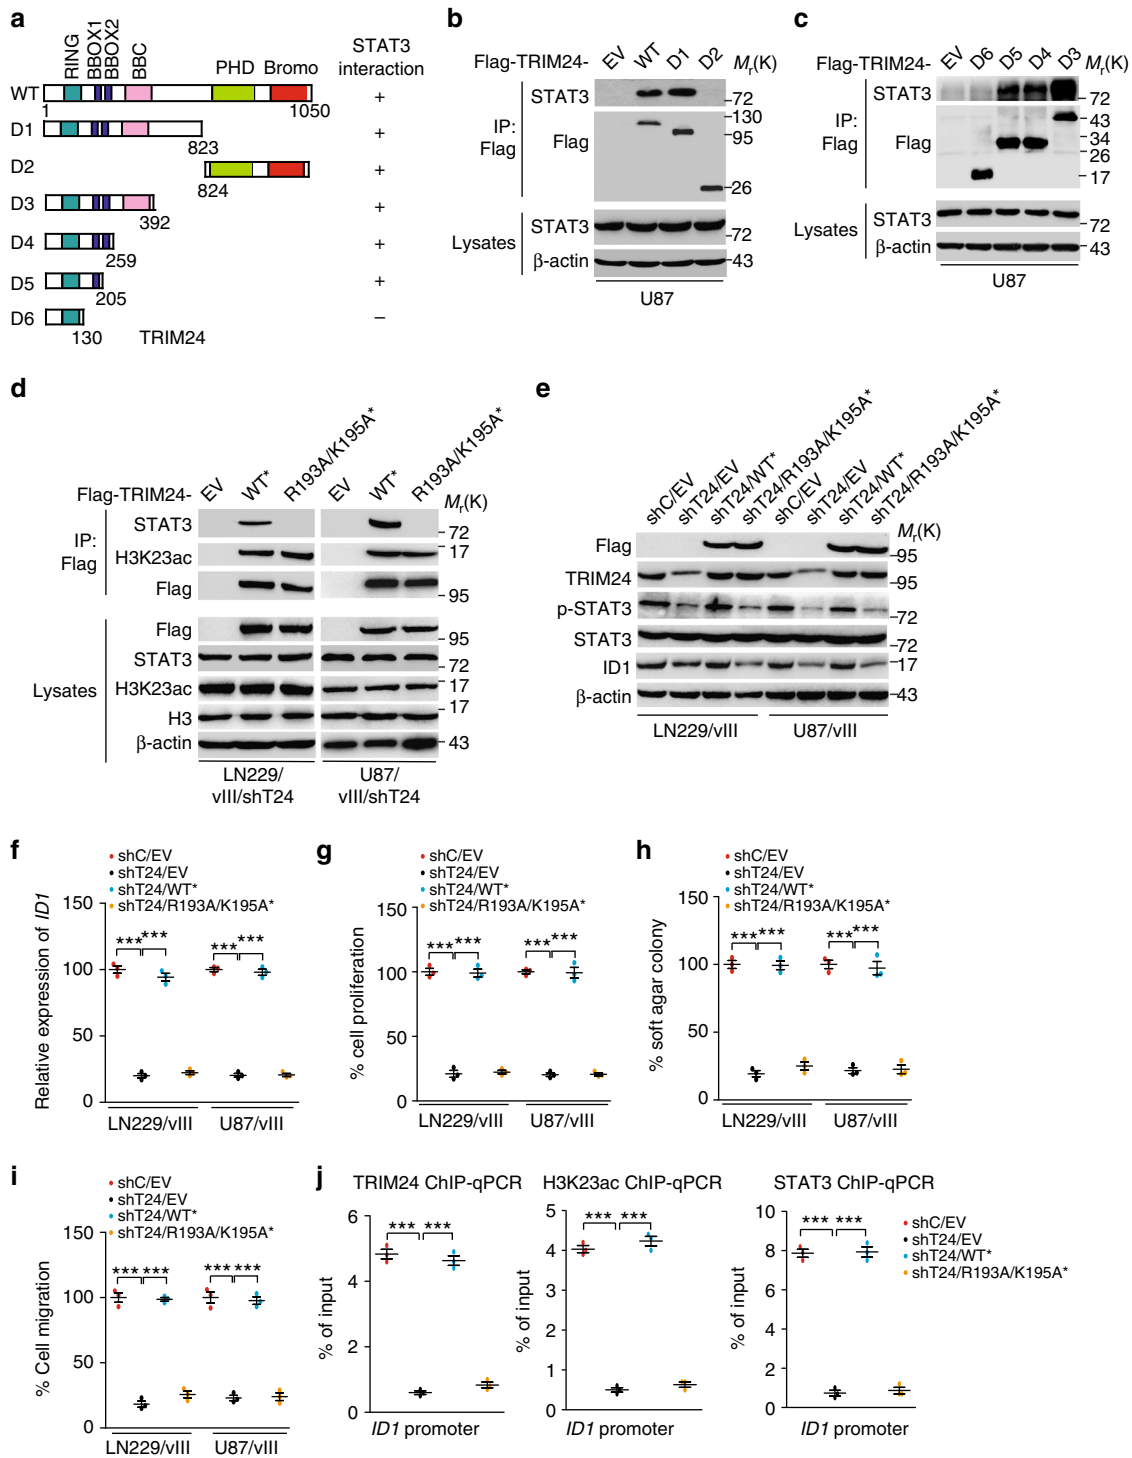 a
RING
BBOX1
BBOX2
BBC
PHD
Bromo
STAT3
interaction
WT
+
1
1050
D1
+
823
D2
+
824
D3
+
392
D4
+
259
D5
+
205
D6
–
130
TRIM24
b
Flag-TRIM24-
EV
WT
D1
D2
Mr(K)
STAT3
72
IP:
Flag
Flag
130
95
26
Lysates
STAT3
72
β-actin
43
U87
c
Flag-TRIM24-
EV
D6
D5
D4
D3
Mr(K)
STAT3
72
IP:
Flag
Flag
43
34
26
17
Lysates
STAT3
72
β-actin
43
U87
d
Flag-TRIM24-
EV
WT*
R193A/K195A*
EV
WT*
R193A/K195A*
Mr(K)
IP:
Flag
STAT3
72
H3K23ac
17
Flag
95
Lysates
Flag
95
STAT3
72
H3K23ac
17
H3
17
β-actin
43
LN229/
vIII/shT24
U87/
vIII/shT24
e
shC/EV
shT24/EV
shT24/WT*
shT24/R193A/K195A*
shC/EV
shT24/EV
shT24/WT*
shT24/R193A/K195A*
Mr(K)
Flag
95
TRIM24
95
p-STAT3
72
STAT3
72
ID1
17
β-actin
43
LN229/vIII
U87/vIII
f
shC/EV
shT24/EV
shT24/WT*
shT24/R193A/K195A*
Relative expression of ID1
150
100
50
0
*** ***
*** ***
LN229/vIII
U87/vIII
g
shC/EV
shT24/EV
shT24/WT*
shT24/R193A/K195A*
% cell proliferation
150
100
50
0
*** ***
*** ***
LN229/vIII
U87/vIII
h
shC/EV
shT24/EV
shT24/WT*
shT24/R193A/K195A*
% soft agar colony
150
100
50
0
*** ***
*** ***
LN229/vIII
U87/vIII
i
shC/EV
shT24/EV
shT24/WT*
shT24/R193A/K195A*
% Cell migration
150
100
50
0
*** ***
*** ***
LN229/vIII
U87/vIII
j
TRIM24 ChIP-qPCR
% of input
6
4
2
0
*** ***
ID1 promoter
H3K23ac ChIP-qPCR
% of input
5
4
3
2
1
0
*** ***
ID1 promoter
STAT3 ChIP-qPCR
% of input
10
8
6
4
2
0
*** ***
ID1 promoter
shC/EV
shT24/EV
shT24/WT*
shT24/R193A/K195A*